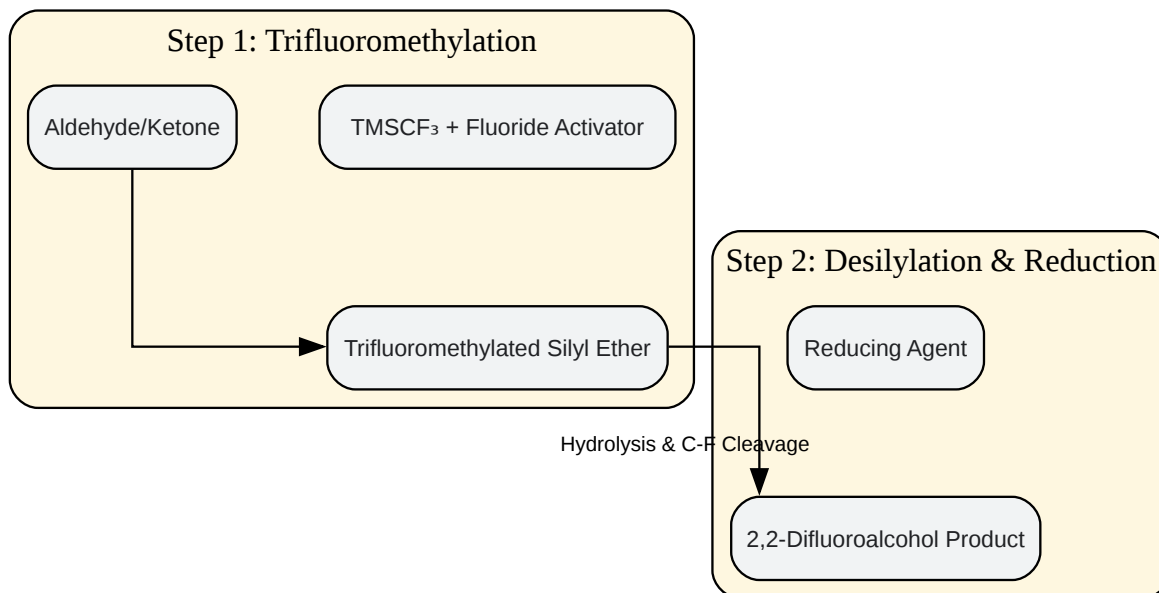 Step 1: Trifluoromethylation
Aldehyde/Ketone
TMSCF₃ + Fluoride Activator
Trifluoromethylated Silyl Ether
Step 2: Desilylation & Reduction
Reducing Agent
Hydrolysis & C-F Cleavage
2,2-Difluoroalcohol Product